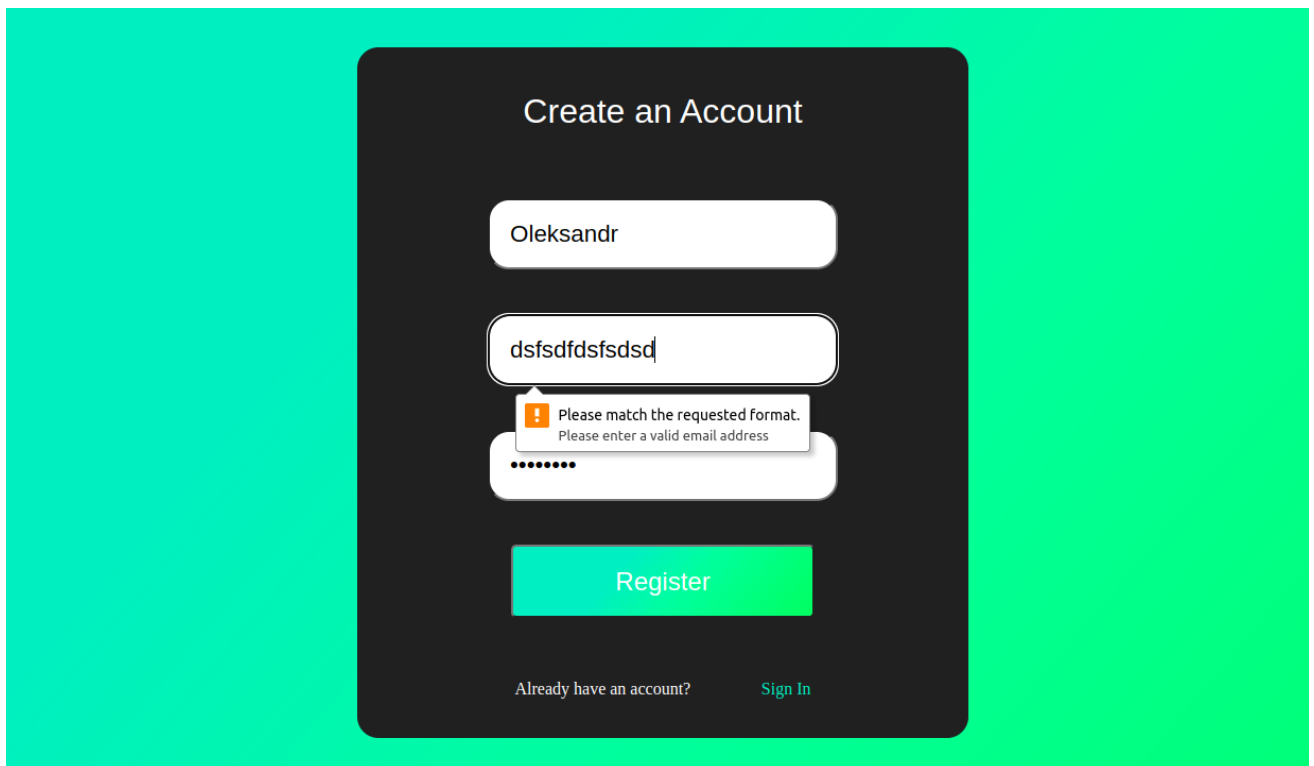 Create an Account
Oleksandr
dsfsdfdsfsdsd
Please match the requested format.
Please enter a valid email address
••••••••
Register
Already have an account? Sign In